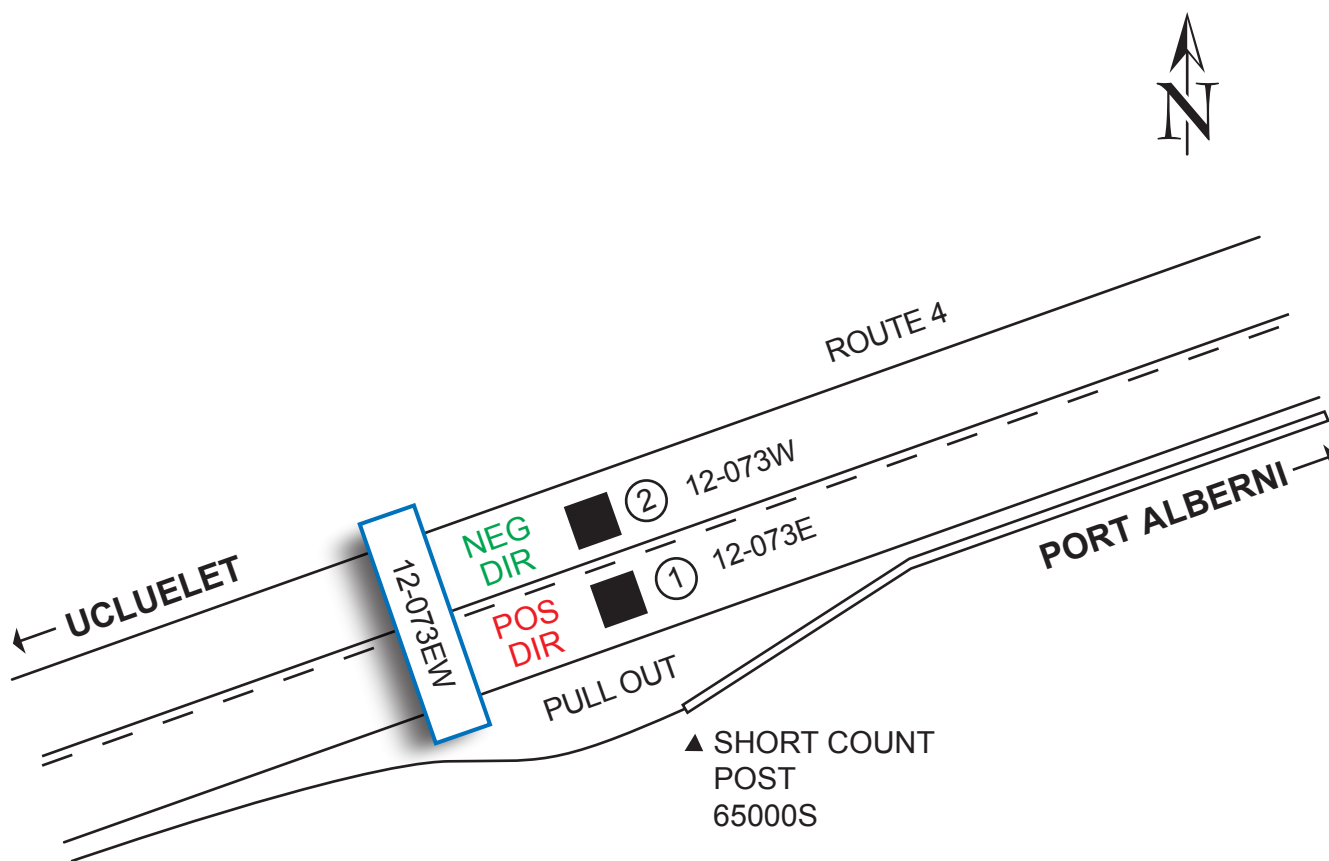 N
ROUTE 4
12-073W
2
NEG
DIR
12-073E
1
POS
DIR
UCLUELET
12-073EW
PORT ALBERNI
PULL OUT
▲ SHORT COUNT
POST
65000S